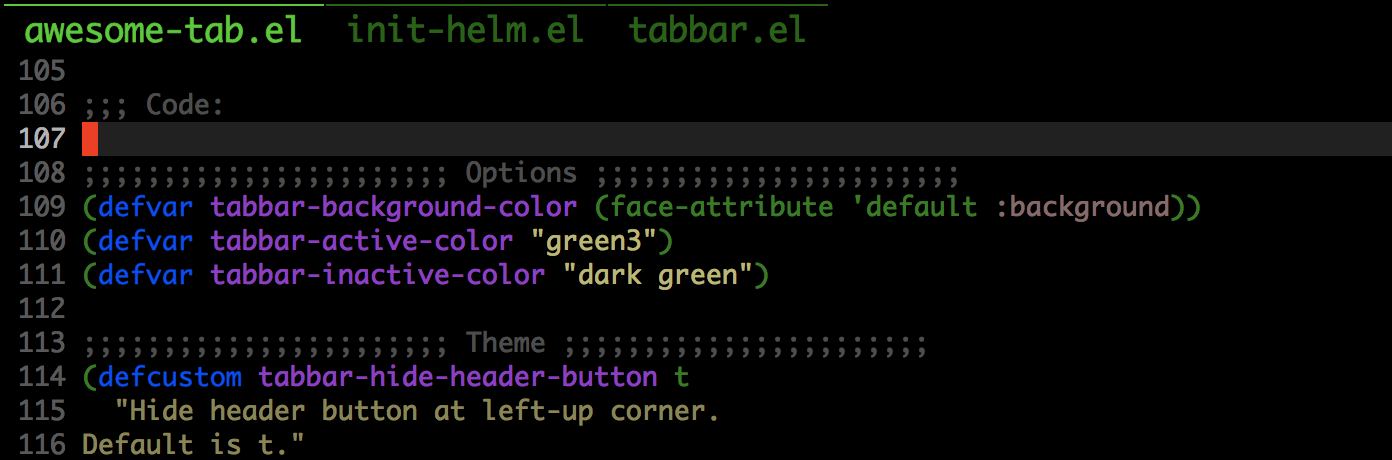 awesome-tab.el init-helm.el tabbar.el
105
106 ;;; Code:
107
108 ;;;;;;;;;;;;;;;;;;;;;;; Options ;;;;;;;;;;;;;;;;;;;;;;;
109 (defvar tabbar-background-color (face-attribute 'default :background))
110 (defvar tabbar-active-color "green3")
111 (defvar tabbar-inactive-color "dark green")
112
113 ;;;;;;;;;;;;;;;;;;;;;;; Theme ;;;;;;;;;;;;;;;;;;;;;;;
114 (defcustom tabbar-hide-header-button t
115   "Hide header button at left-up corner.
116 Default is t."